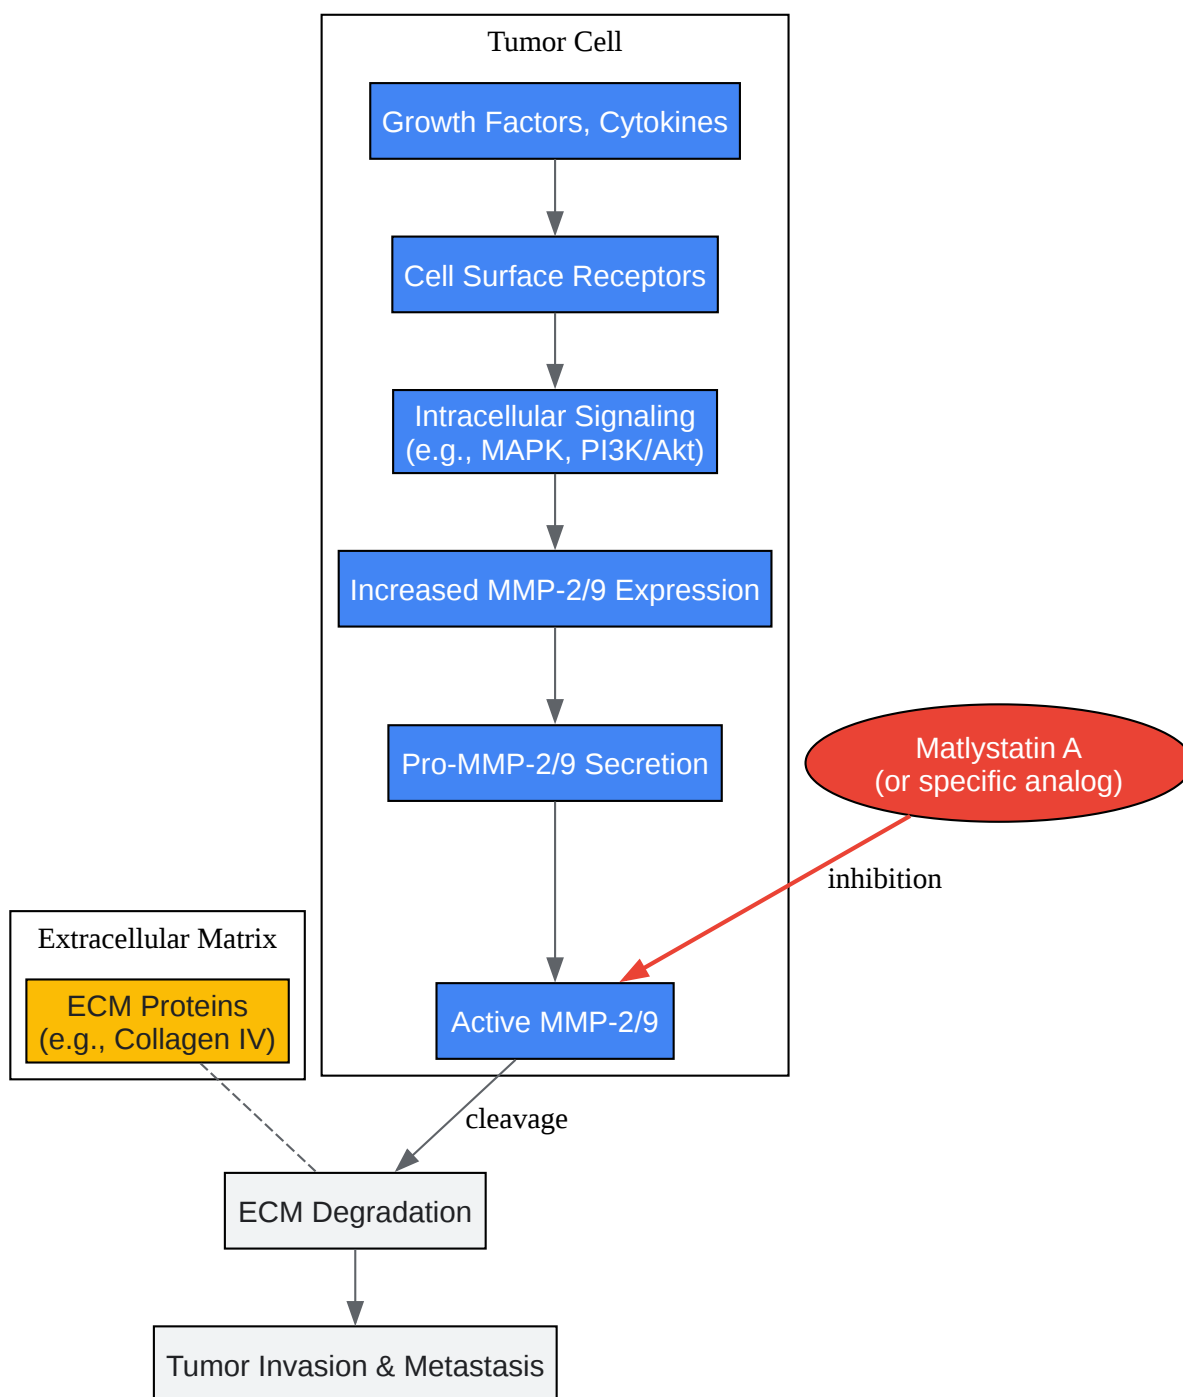 Tumor Cell
Growth Factors, Cytokines
Cell Surface Receptors
Intracellular Signaling
(e.g., MAPK, PI3K/Akt)
Increased MMP-2/9 Expression
Pro-MMP-2/9 Secretion
Matlystatin A
(or specific analog)
inhibition
Extracellular Matrix
ECM Proteins
(e.g., Collagen IV)
Active MMP-2/9
cleavage
ECM Degradation
Tumor Invasion & Metastasis